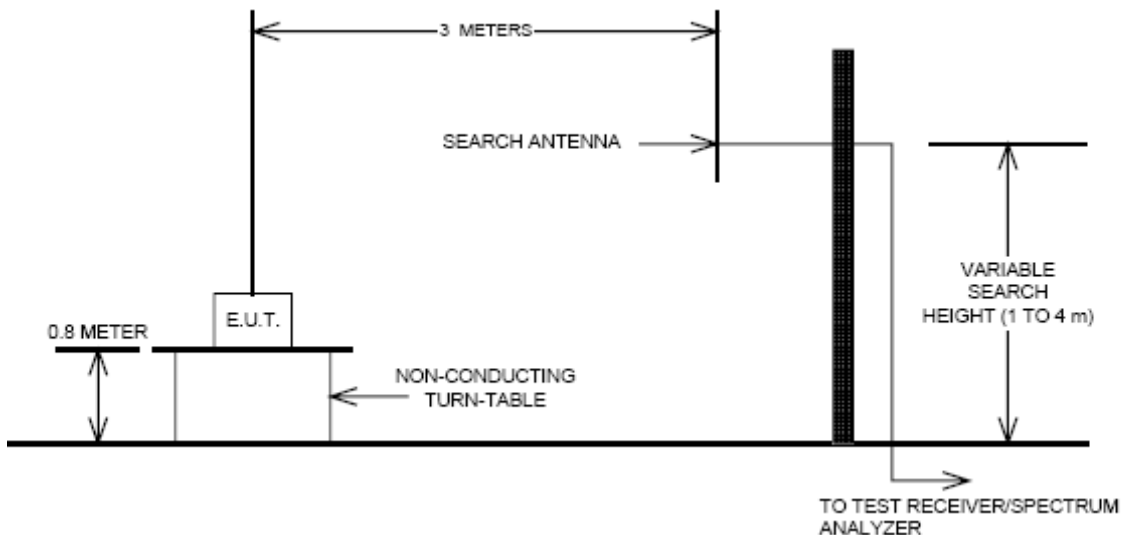 3 METERS
SEARCH ANTENNA
E.U.T.
0.8 METER
NON-CONDUCTING
TURN-TABLE
VARIABLE
SEARCH
HEIGHT (1 TO 4 m)
TO TEST RECEIVER/SPECTRUM
ANALYZER